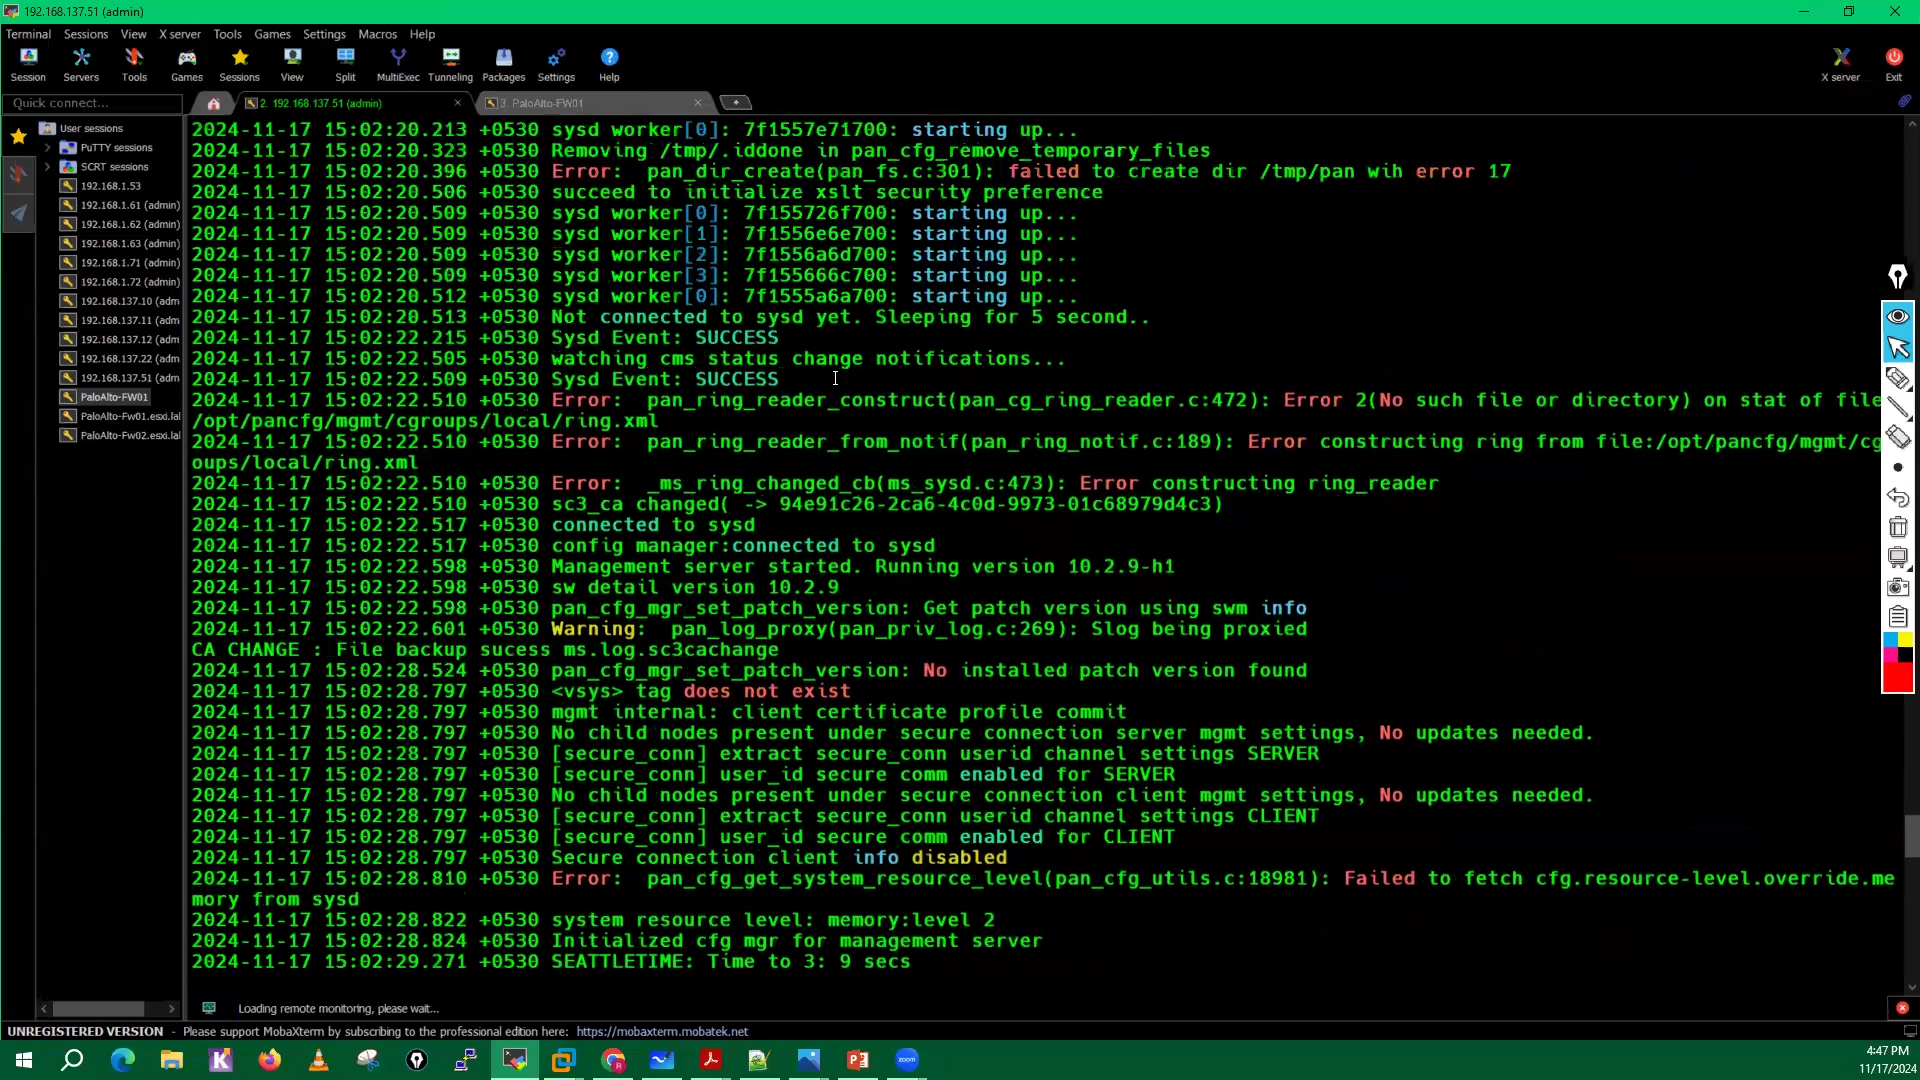 192.168.137.51 (admin)
Terminal Sessions View X server Tools Games Settings Macros Help
Session Servers Tools Games Sessions View Split MultiExec Tunneling Packages Settings Help X server Exit
Quick connect...
2. 192.168.137.51 (admin)
3. PaloAlto-FW01
User sessions
PuTTY sessions
SCRT sessions
192.168.1.53
192.168.1.61 (admin)
192.168.1.62 (admin)
192.168.1.63 (admin)
192.168.1.71 (admin)
192.168.1.72 (admin)
192.168.137.10 (adm
192.168.137.11 (adm
192.168.137.12 (adm
192.168.137.22 (adm
192.168.137.51 (adm
PaloAlto-FW01
PaloAlto-Fw01.esxi.lal
PaloAlto-Fw02.esxi.lal
2024-11-17 15:02:20.213 +0530 sysd worker[0]: 7f1557e71700: starting up...
2024-11-17 15:02:20.323 +0530 Removing /tmp/.iddone in pan_cfg_remove_temporary_files
2024-11-17 15:02:20.396 +0530 Error:  pan_dir_create(pan_fs.c:301): failed to create dir /tmp/pan wih error 17
2024-11-17 15:02:20.506 +0530 succeed to initialize xslt security preference
2024-11-17 15:02:20.509 +0530 sysd worker[0]: 7f155726f700: starting up...
2024-11-17 15:02:20.509 +0530 sysd worker[1]: 7f1556e6e700: starting up...
2024-11-17 15:02:20.509 +0530 sysd worker[2]: 7f1556a6d700: starting up...
2024-11-17 15:02:20.509 +0530 sysd worker[3]: 7f155666c700: starting up...
2024-11-17 15:02:20.512 +0530 sysd worker[0]: 7f1555a6a700: starting up...
2024-11-17 15:02:20.513 +0530 Not connected to sysd yet. Sleeping for 5 second..
2024-11-17 15:02:22.215 +0530 Sysd Event: SUCCESS
2024-11-17 15:02:22.505 +0530 watching cms status change notifications...
2024-11-17 15:02:22.509 +0530 Sysd Event: SUCCESS
2024-11-17 15:02:22.510 +0530 Error:  pan_ring_reader_construct(pan_cg_ring_reader.c:472): Error 2(No such file or directory) on stat of file
/opt/pancfg/mgmt/cgroups/local/ring.xml
2024-11-17 15:02:22.510 +0530 Error:  pan_ring_reader_from_notif(pan_ring_notif.c:189): Error constructing ring from file:/opt/pancfg/mgmt/cg
oups/local/ring.xml
2024-11-17 15:02:22.510 +0530 Error:  _ms_ring_changed_cb(ms_sysd.c:473): Error constructing ring_reader
2024-11-17 15:02:22.510 +0530 sc3_ca changed( -> 94e91c26-2ca6-4c0d-9973-01c68979d4c3)
2024-11-17 15:02:22.517 +0530 connected to sysd
2024-11-17 15:02:22.517 +0530 config manager:connected to sysd
2024-11-17 15:02:22.598 +0530 Management server started. Running version 10.2.9-h1
2024-11-17 15:02:22.598 +0530 sw detail version 10.2.9
2024-11-17 15:02:22.598 +0530 pan_cfg_mgr_set_patch_version: Get patch version using swm info
2024-11-17 15:02:22.601 +0530 Warning:  pan_log_proxy(pan_priv_log.c:269): Slog being proxied
CA CHANGE : File backup sucess ms.log.sc3cachange
2024-11-17 15:02:28.524 +0530 pan_cfg_mgr_set_patch_version: No installed patch version found
2024-11-17 15:02:28.797 +0530 <vsys> tag does not exist
2024-11-17 15:02:28.797 +0530 mgmt internal: client certificate profile commit
2024-11-17 15:02:28.797 +0530 No child nodes present under secure connection server mgmt settings, No updates needed.
2024-11-17 15:02:28.797 +0530 [secure_conn] extract secure_conn userid channel settings SERVER
2024-11-17 15:02:28.797 +0530 [secure_conn] user_id secure comm enabled for SERVER
2024-11-17 15:02:28.797 +0530 No child nodes present under secure connection client mgmt settings, No updates needed.
2024-11-17 15:02:28.797 +0530 [secure_conn] extract secure_conn userid channel settings CLIENT
2024-11-17 15:02:28.797 +0530 [secure_conn] user_id secure comm enabled for CLIENT
2024-11-17 15:02:28.797 +0530 Secure connection client info disabled
2024-11-17 15:02:28.810 +0530 Error:  pan_cfg_get_system_resource_level(pan_cfg_utils.c:18981): Failed to fetch cfg.resource-level.override.me
mory from sysd
2024-11-17 15:02:28.822 +0530 system resource level: memory:level 2
2024-11-17 15:02:28.824 +0530 Initialized cfg mgr for management server
2024-11-17 15:02:29.271 +0530 SEATTLETIME: Time to 3: 9 secs
Loading remote monitoring, please wait...
UNREGISTERED VERSION - Please support MobaXterm by subscribing to the professional edition here: https://mobaxterm.mobatek.net
4:47 PM
11/17/2024